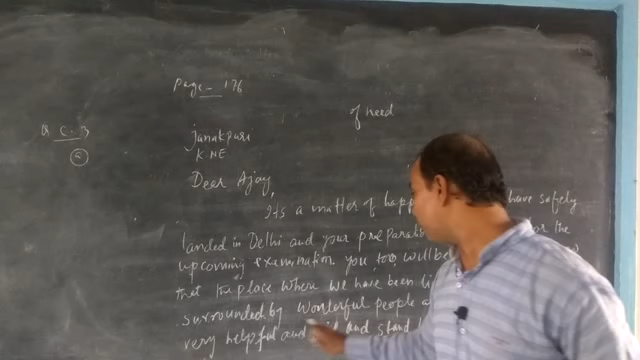 Page - 176
of need
Q C. B
Janakpuri
K. NE
Dear Ajay,
Its a matter of happ have safely
landed in Delhi and your for the
upcoming examination you too will be
that the place where we have been
surrounded by wonderful people
very helpful and and stand